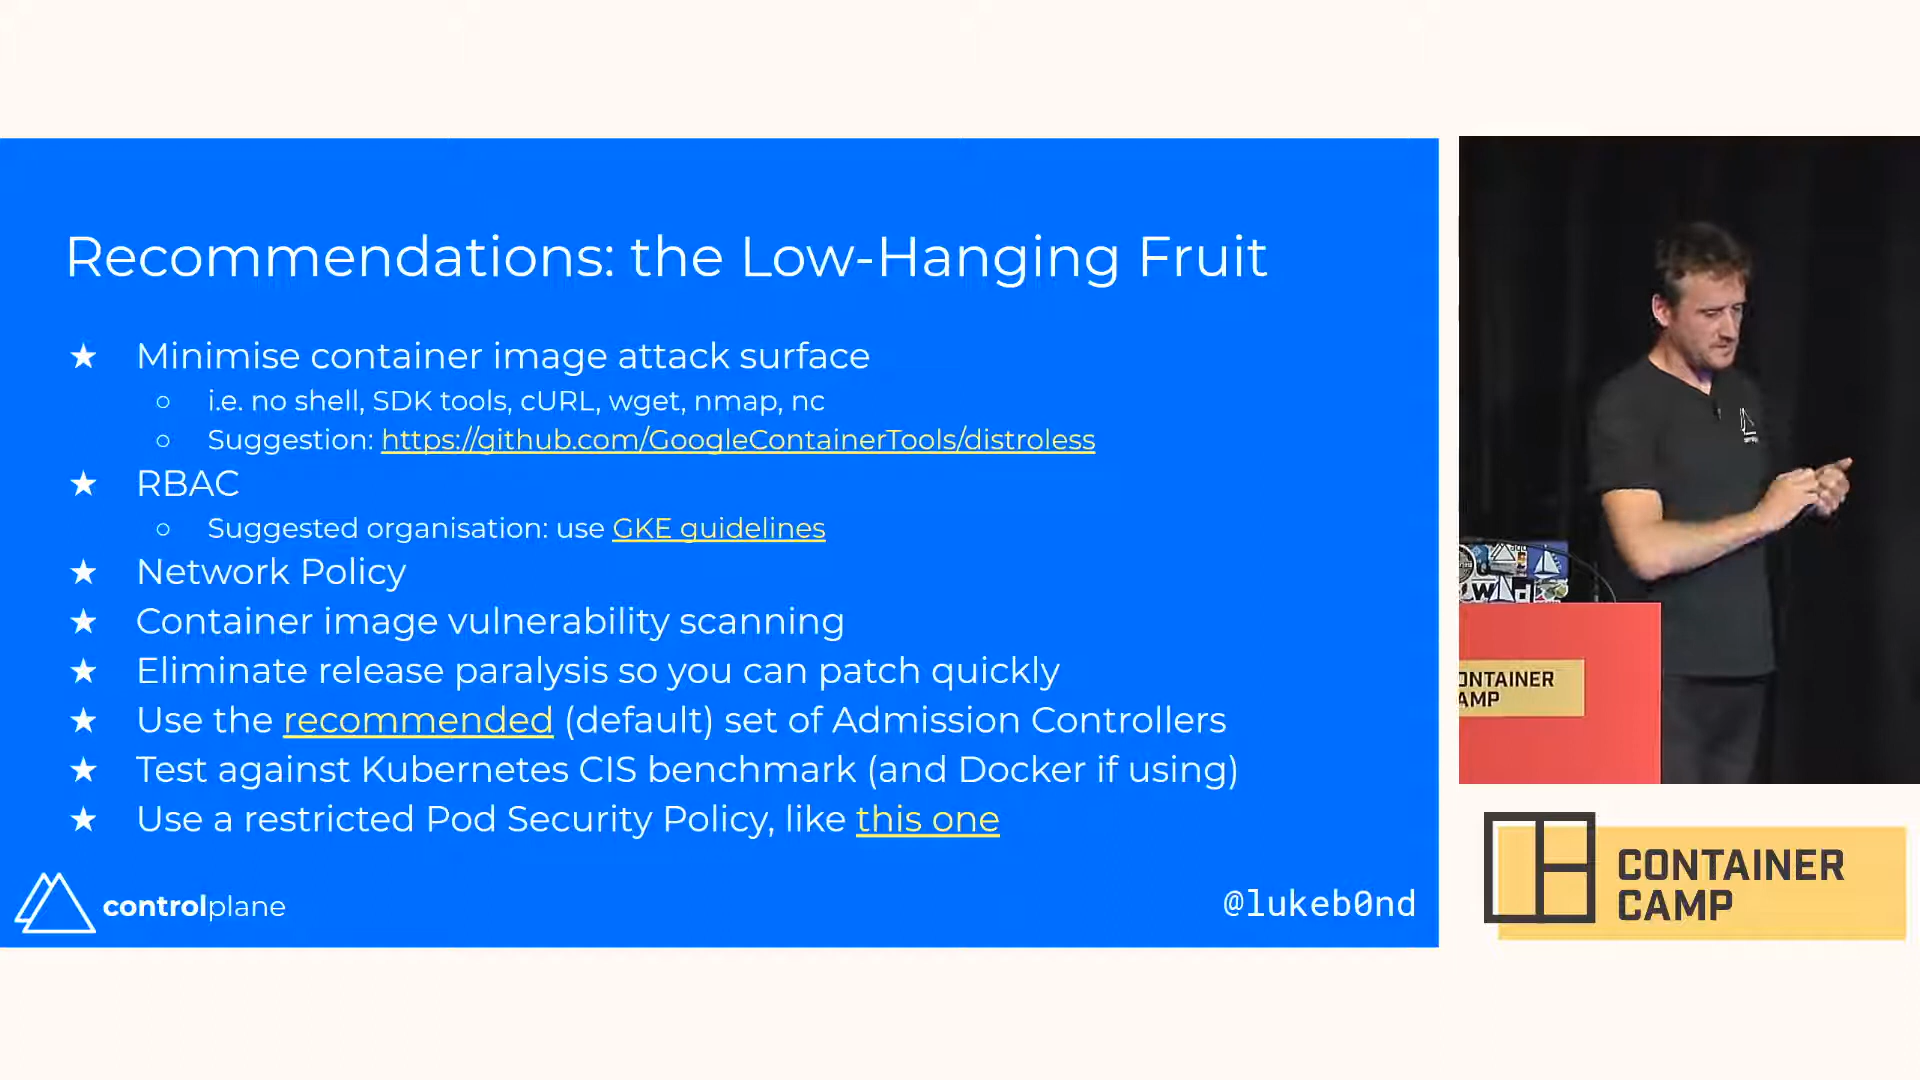 Recommendations: the Low-Hanging Fruit
★ Minimise container image attack surface
○ i.e. no shell, SDK tools, cURL, wget, nmap, nc
○ Suggestion: https://github.com/GoogleContainerTools/distroless
★ RBAC
○ Suggested organisation: use GKE guidelines
★ Network Policy
★ Container image vulnerability scanning
★ Eliminate release paralysis so you can patch quickly
★ Use the recommended (default) set of Admission Controllers
★ Test against Kubernetes CIS benchmark (and Docker if using)
★ Use a restricted Pod Security Policy, like this one
controlplane
@lukeb0nd
ONTAINER
AMP
CONTAINER
CAMP